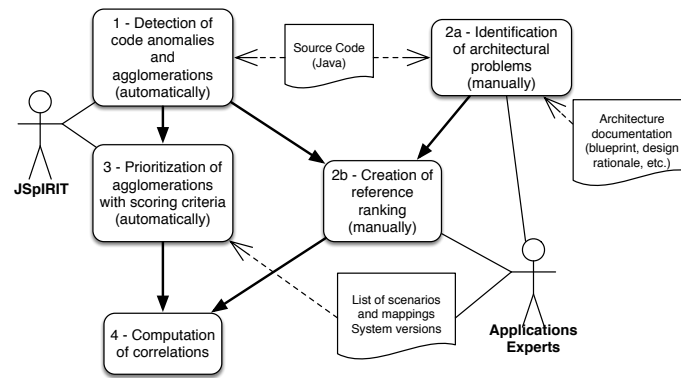 1 - Detection of
code anomalies
and
agglomerations
(automatically)
Source Code
(Java)
2a - Identification
of architectural
problems
(manually)
Architecture
documentation
(blueprint, design
rationale, etc.)
JSpIRIT
3 - Prioritization of
agglomerations
with scoring criteria
(automatically)
2b - Creation of
reference
ranking
(manually)
List of scenarios
and mappings
System versions
Applications
Experts
4 - Computation
of correlations